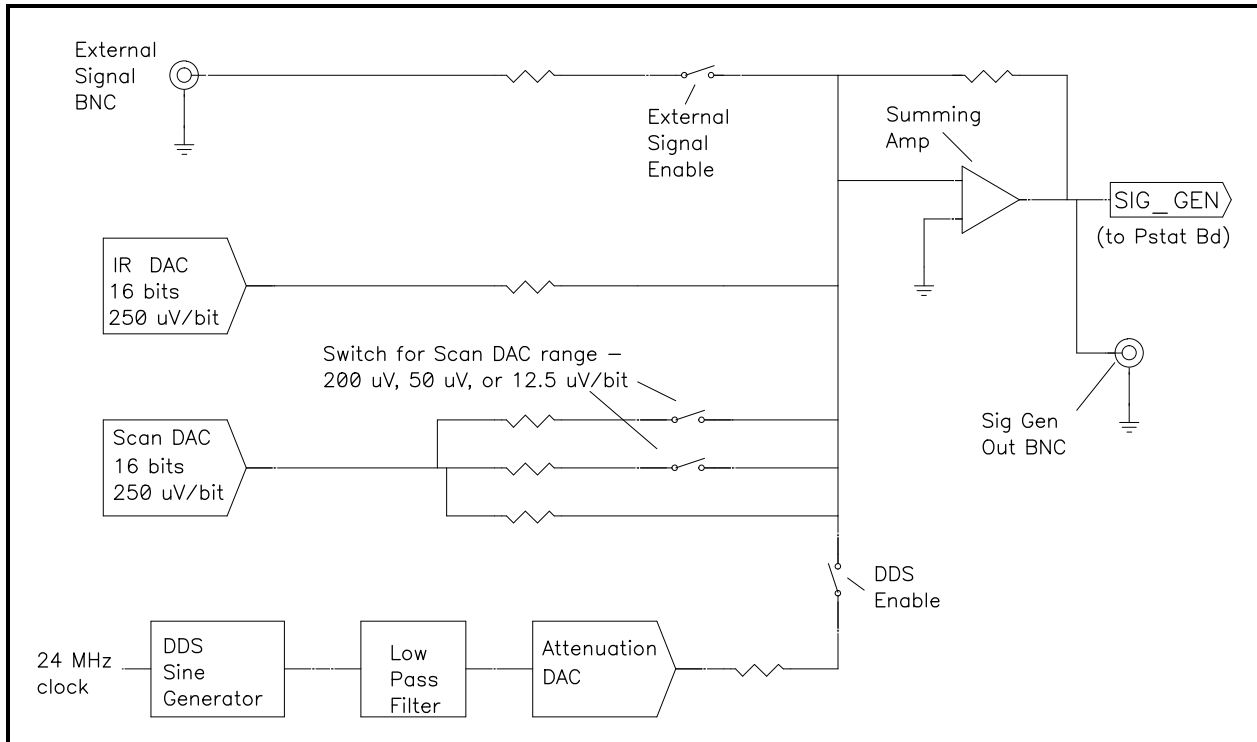 External
Signal
BNC
External
Signal
Enable
Summing
Amp
SIG_GEN
(to Pstat Bd)
IR DAC
16 bits
250 uV/bit
Switch for Scan DAC range –
200 uV, 50 uV, or 12.5 uV/bit
Sig Gen
Out BNC
Scan DAC
16 bits
250 uV/bit
DDS
Enable
24 MHz
clock
DDS
Sine
Generator
Low
Pass
Filter
Attenuation
DAC